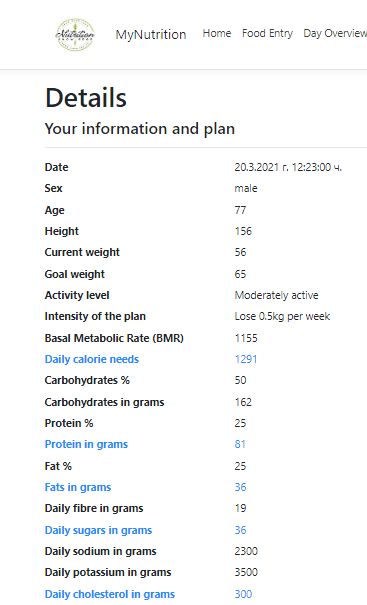 Nutrition
MyNutrition Home Food Entry Day Overview
Details
Your information and plan
Date 20.3.2021 г. 12:23:00 ч.
Sex male
Age 77
Height 156
Current weight 56
Goal weight 65
Activity level Moderately active
Intensity of the plan Lose 0.5kg per week
Basal Metabolic Rate (BMR) 1155
Daily calorie needs 1291
Carbohydrates % 50
Carbohydrates in grams 162
Protein % 25
Protein in grams 81
Fat % 25
Fats in grams 36
Daily fibre in grams 19
Daily sugars in grams 36
Daily sodium in grams 2300
Daily potassium in grams 3500
Daily cholesterol in grams 300